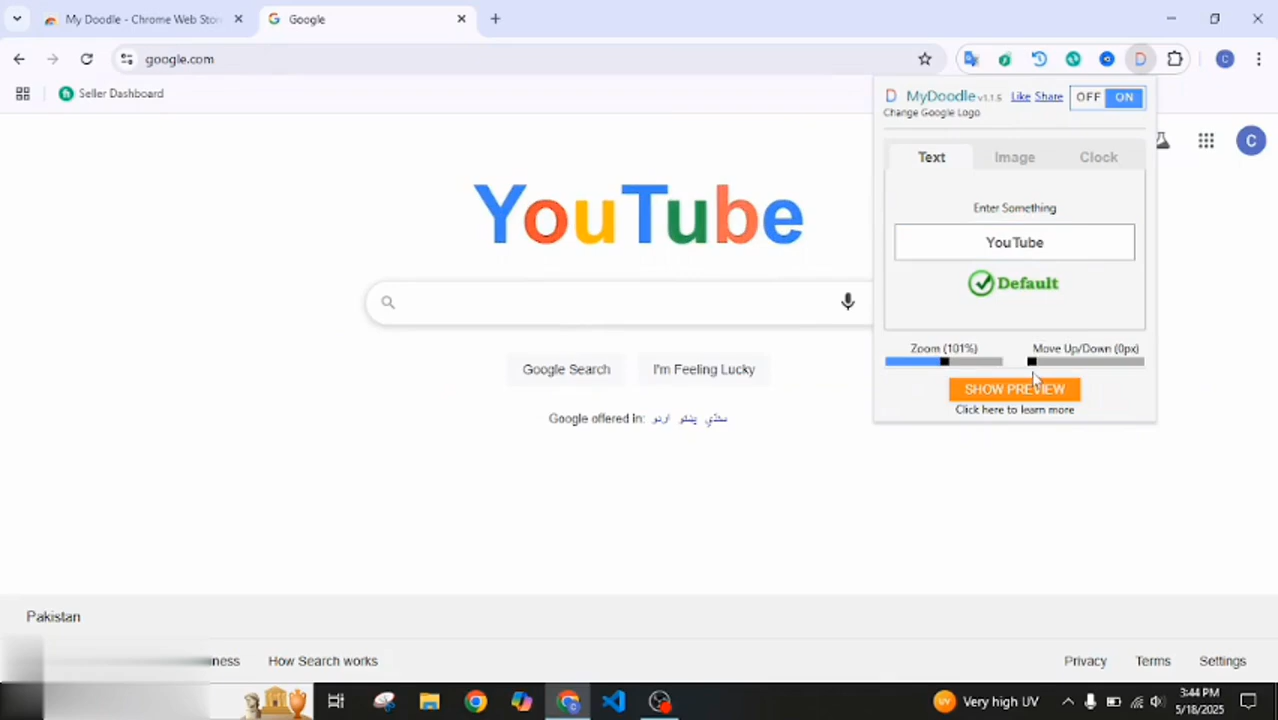 My Doodle - Chrome Web Stor
Google
google.com
Seller Dashboard
D MyDoodle v1.1.5 Like Share OFF ON
Change Google Logo
Text Image Clock
Enter Something
YouTube
Default
Zoom (101%) Move Up/Down (0px)
SHOW PREVIEW
Click here to learn more
C
C
YouTube
Google Search I'm Feeling Lucky
Google offered in: اردو پښتو سنڌي
Pakistan
ness How Search works Privacy Terms Settings
Very high UV
3:44 PM
5/18/2025